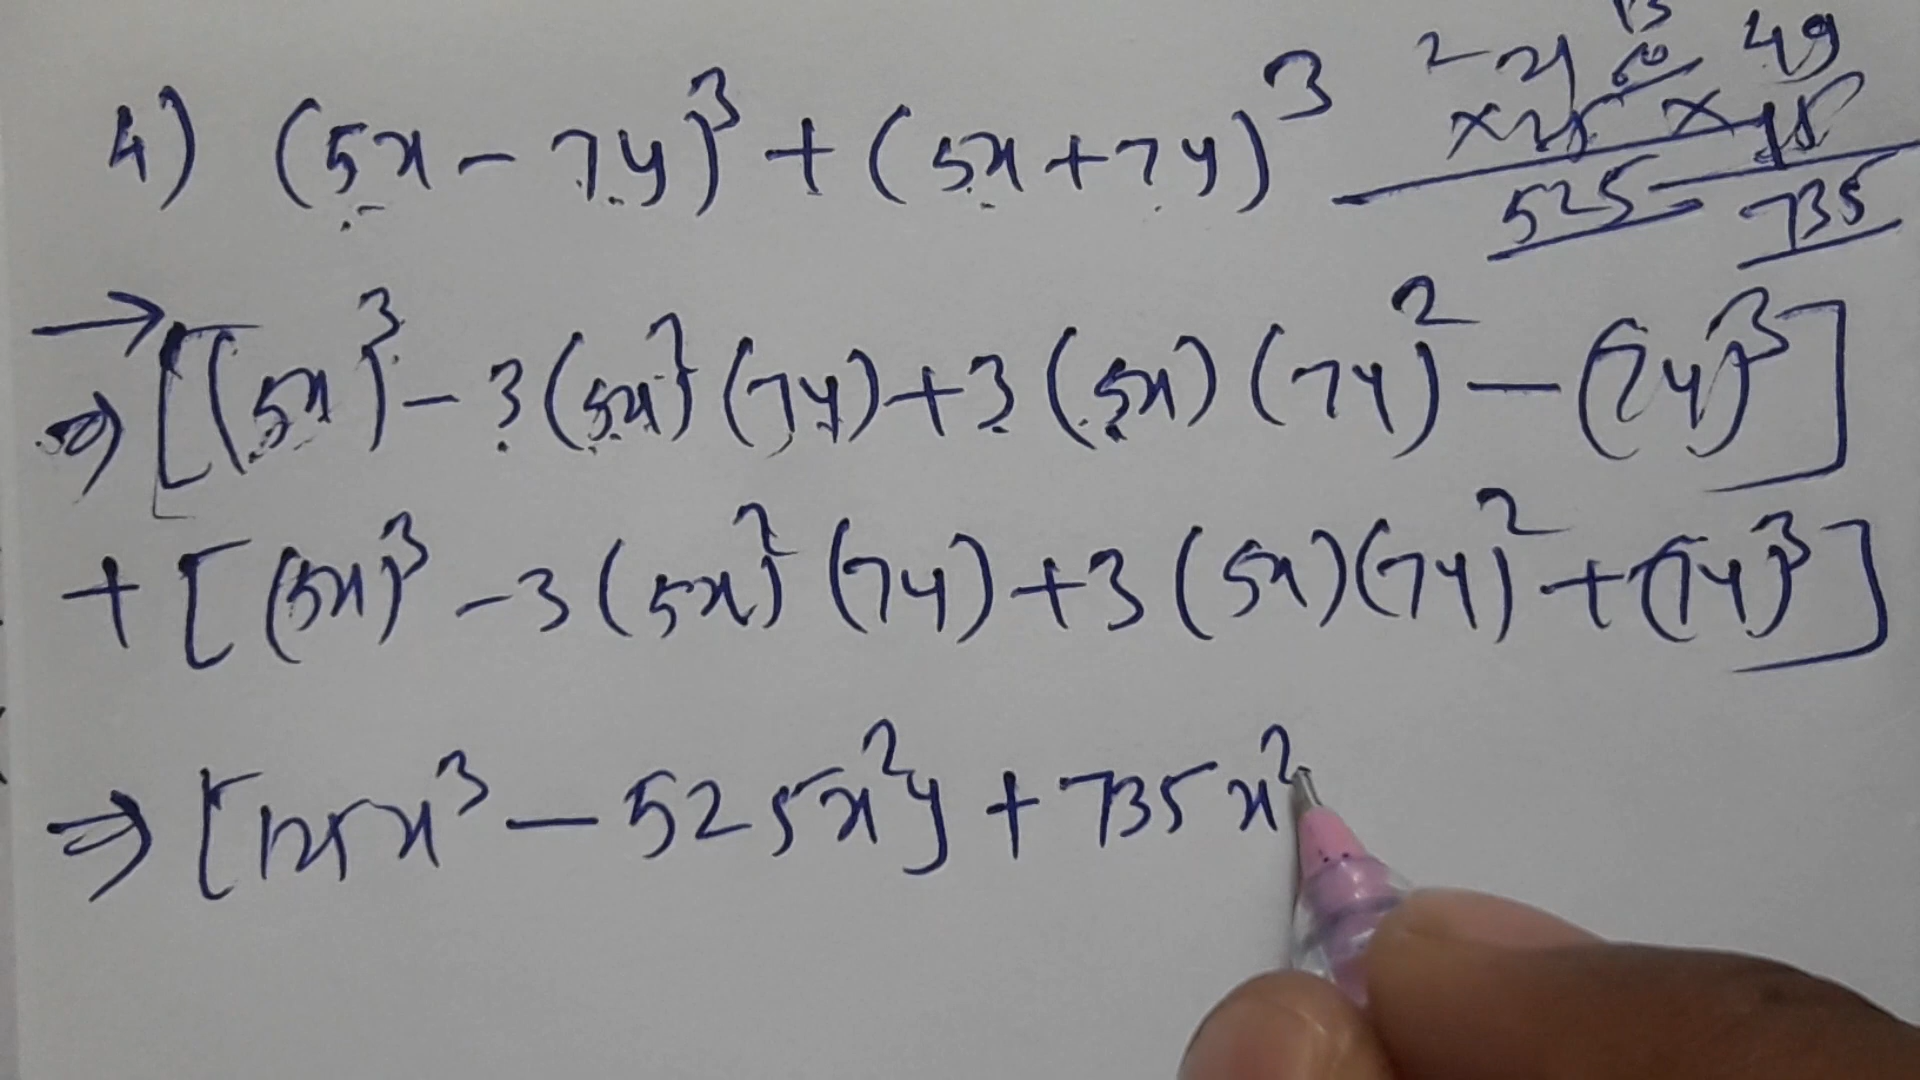 4) (5x - 7y)³ + (5x + 7y)³
21 49
×25 ×15
525 735
→
⇒ [(5x)³ - 3(5x)²(7y) + 3(5x)(7y)² - (7y)³]
+ [(5x)³ - 3(5x)²(7y) + 3(5x)(7y)² + (7y)³]
⇒ [125x³ - 525x²y + 735x²